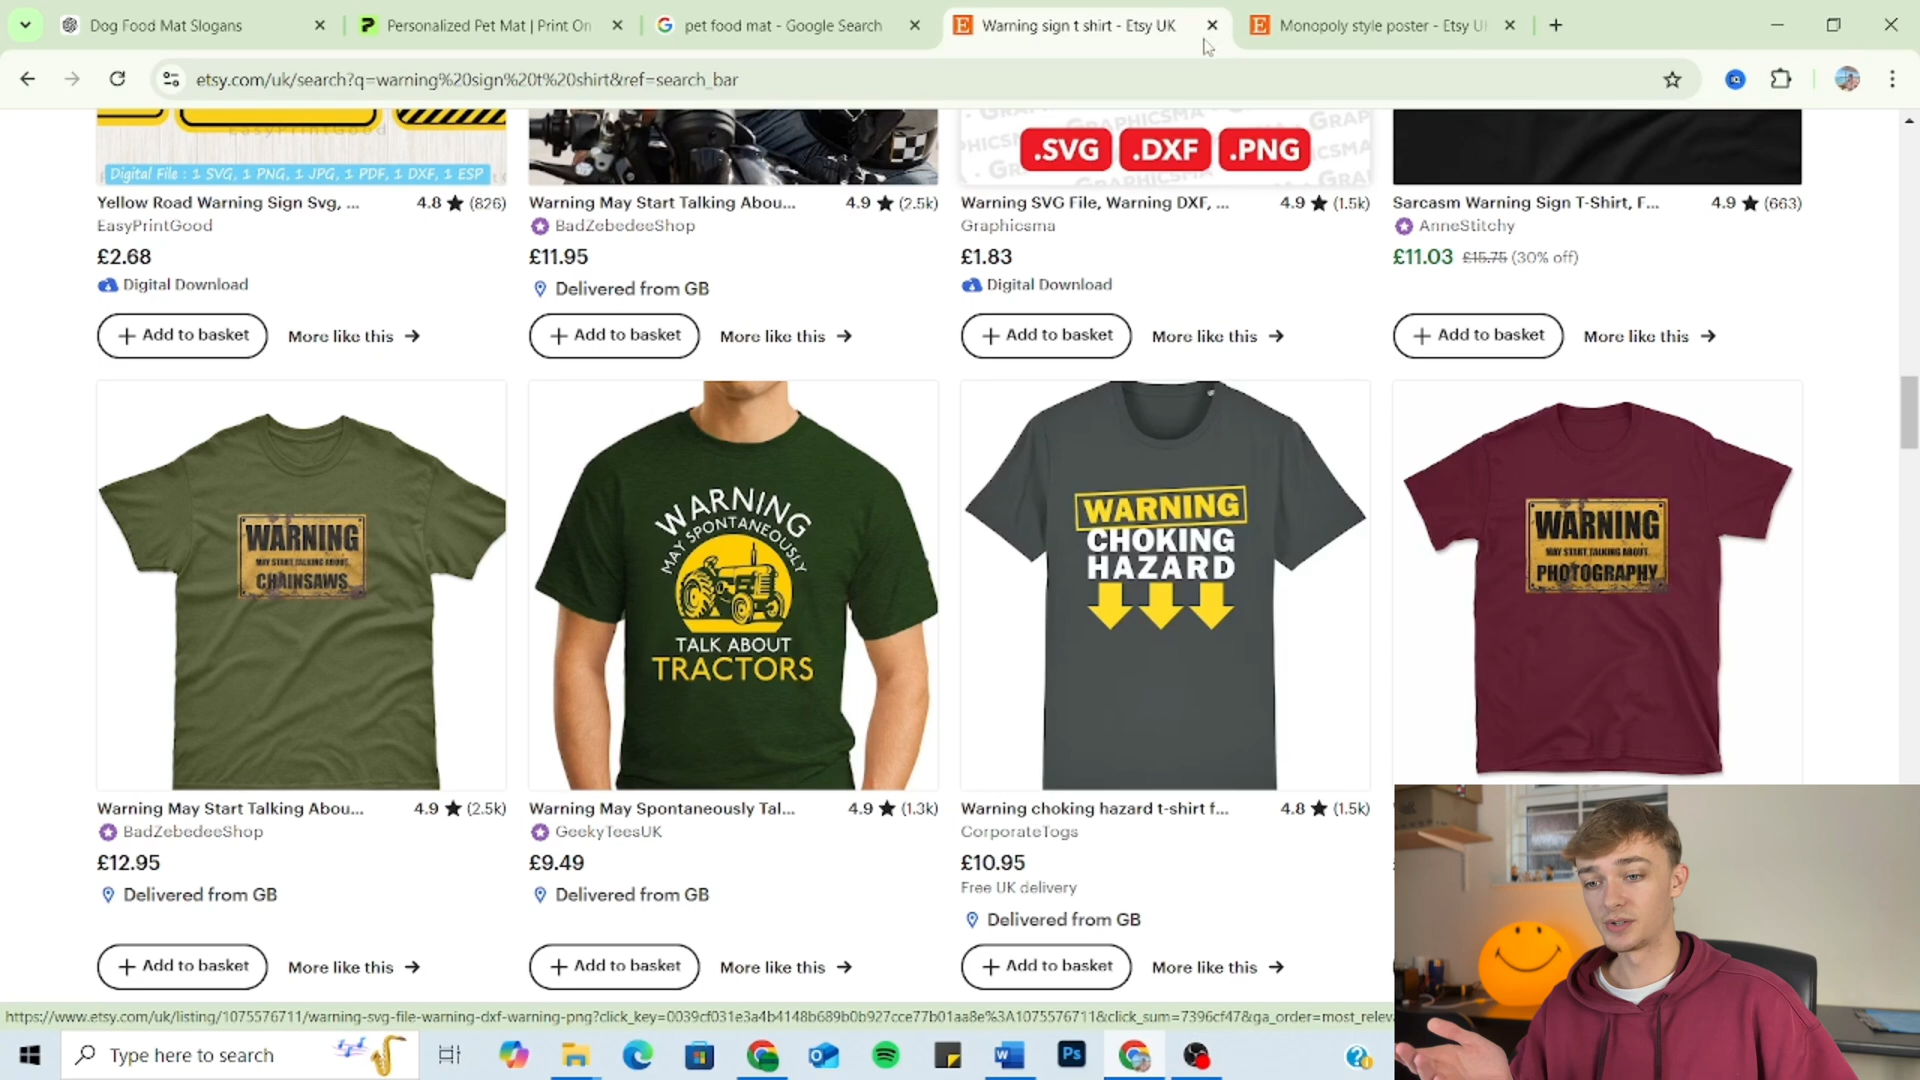 Dog Food Mat Slogans
Personalized Pet Mat | Print On
pet food mat - Google Search
Warning sign t shirt - Etsy UK
Monopoly style poster - Etsy U
etsy.com/uk/search?q=warning%20sign%20t%20shirt&ref=search_bar
Digital File : 1 SVG, 1 PNG, 1 JPG, 1 PDF, 1 DXF, 1 ESP
.SVG .DXF .PNG
Yellow Road Warning Sign Svg, ... 4.8 ★ (826)
EasyPrintGood
£2.68
Digital Download
+ Add to basket More like this →
Warning May Start Talking Abou... 4.9 ★ (2.5k)
BadZebedeeShop
£11.95
Delivered from GB
+ Add to basket More like this →
Warning SVG File, Warning DXF, ... 4.9 ★ (1.5k)
Graphicsma
£1.83
Digital Download
+ Add to basket More like this →
Sarcasm Warning Sign T-Shirt, F... 4.9 ★ (663)
AnneStitchy
£11.03 £15.75 (30% off)
+ Add to basket More like this →
WARNING
MAY START TALKING ABOUT
CHAINSAWS
WARNING
MAY SPONTANEOUSLY
TALK ABOUT
TRACTORS
WARNING
CHOKING
HAZARD
WARNING
MAY START TALKING ABOUT
PHOTOGRAPHY
Warning May Start Talking Abou... 4.9 ★ (2.5k)
BadZebedeeShop
£12.95
Delivered from GB
+ Add to basket More like this →
Warning May Spontaneously Tal... 4.9 ★ (1.3k)
GeekyTeesUK
£9.49
Delivered from GB
+ Add to basket More like this →
Warning choking hazard t-shirt f... 4.8 ★ (1.5k)
CorporateTogs
£10.95
Free UK delivery
Delivered from GB
+ Add to basket More like this →
https://www.etsy.com/uk/listing/1075576711/warning-svg-file-warning-dxf-warning-png?click_key=0039cf031e3a4b4148b689b0b927cce77b01aa8e%3A1075576711&click_sum=7396cf47&ga_order=most_relev
Type here to search